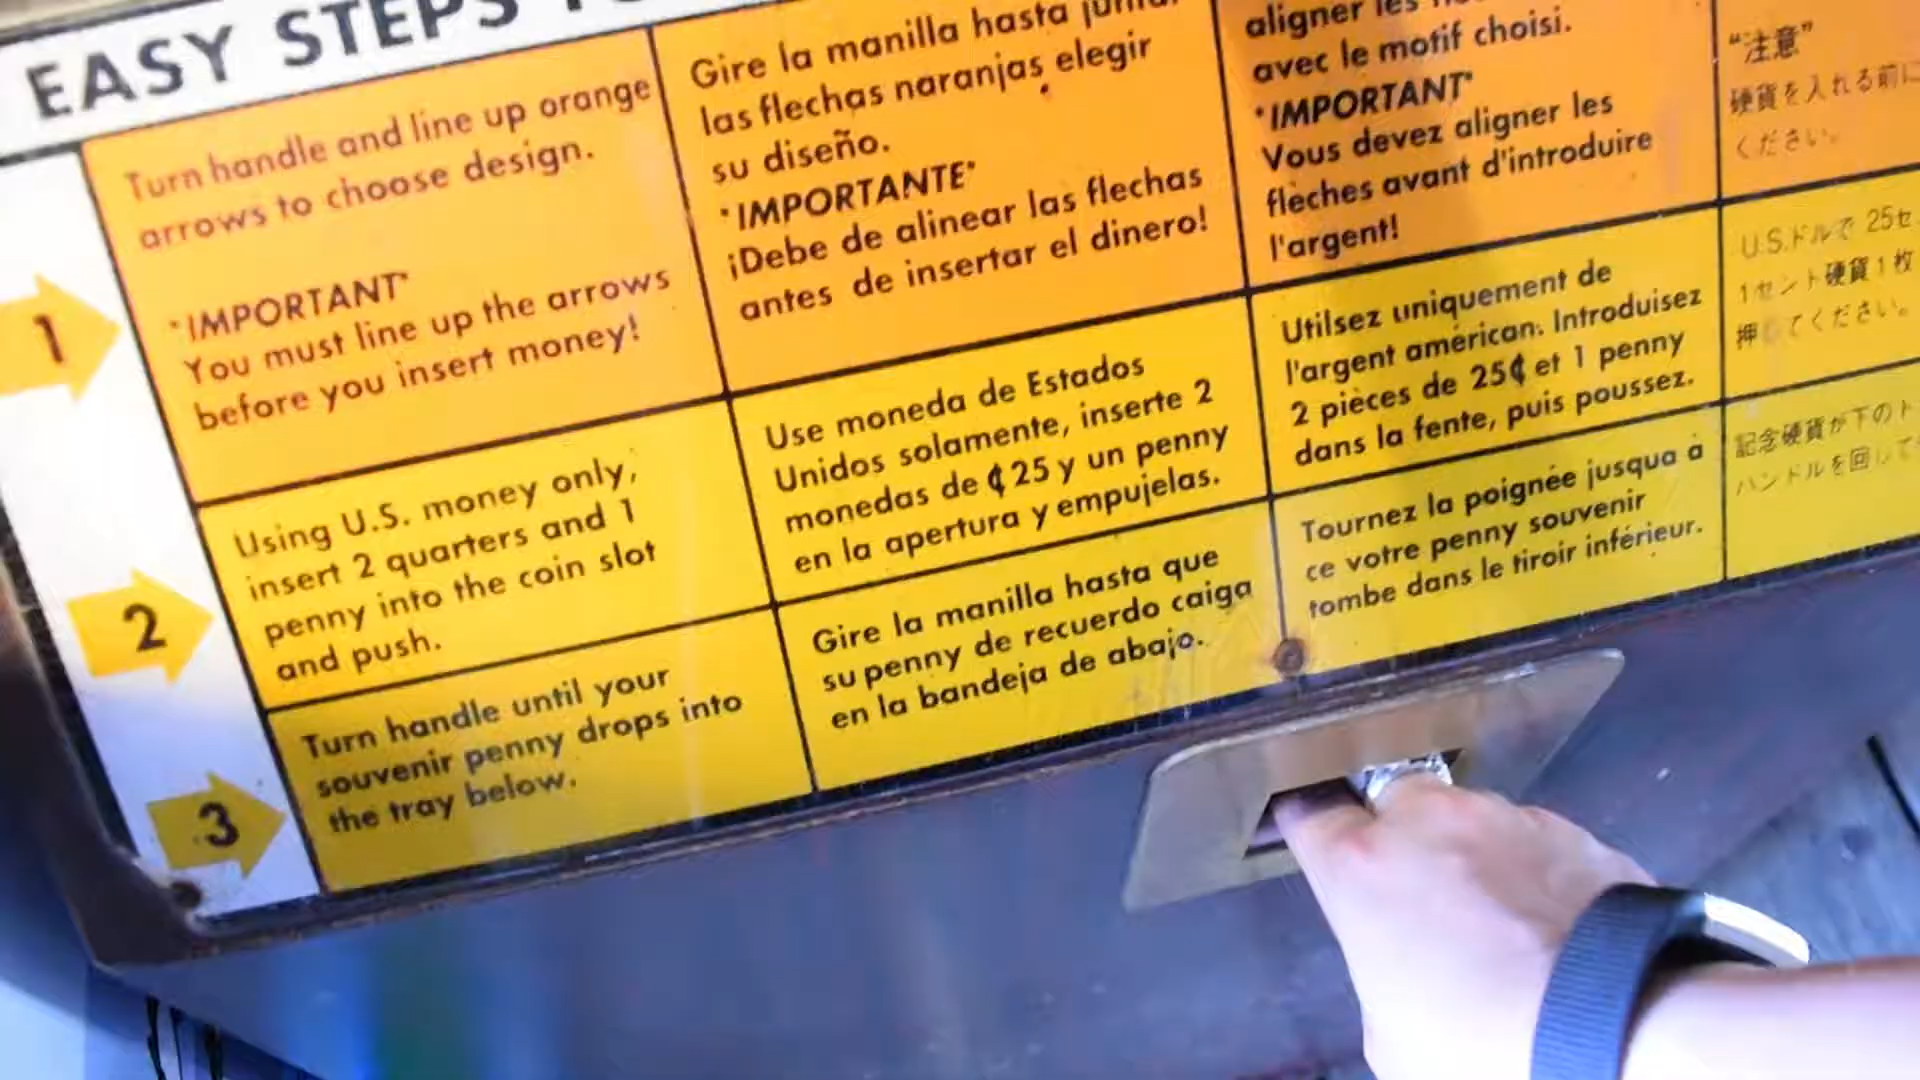 EASY STEPS
1
Turn handle and line up orange
arrows to choose design.
*IMPORTANT*
You must line up the arrows
before you insert money!
Gire la manilla hasta
las flechas naranjas elegir
su diseño.
*IMPORTANTE*
¡Debe de alinear las flechas
antes de insertar el dinero!
aligner les
avec le motif choisi.
*IMPORTANT*
Vous devez aligner les
flèches avant d'introduire
l'argent!
“注意”
硬貨を入れる前に
ください。
2
Using U.S. money only,
insert 2 quarters and 1
penny into the coin slot
and push.
Use moneda de Estados
Unidos solamente, inserte 2
monedas de ¢25 y un penny
en la apertura y empujelas.
Utilsez uniquement de
l'argent américan. Introduisez
2 pièces de 25¢ et 1 penny
dans la fente, puis poussez.
U.S.ドルで 25セ
1セント硬貨1枚
押してください。
3
Turn handle until your
souvenir penny drops into
the tray below.
Gire la manilla hasta que
su penny de recuerdo caiga
en la bandeja de abajo.
Tournez la poignée jusqua à
ce votre penny souvenir
tombe dans le tiroir inférieur.
記念硬貨が下のト
ハンドルを回して